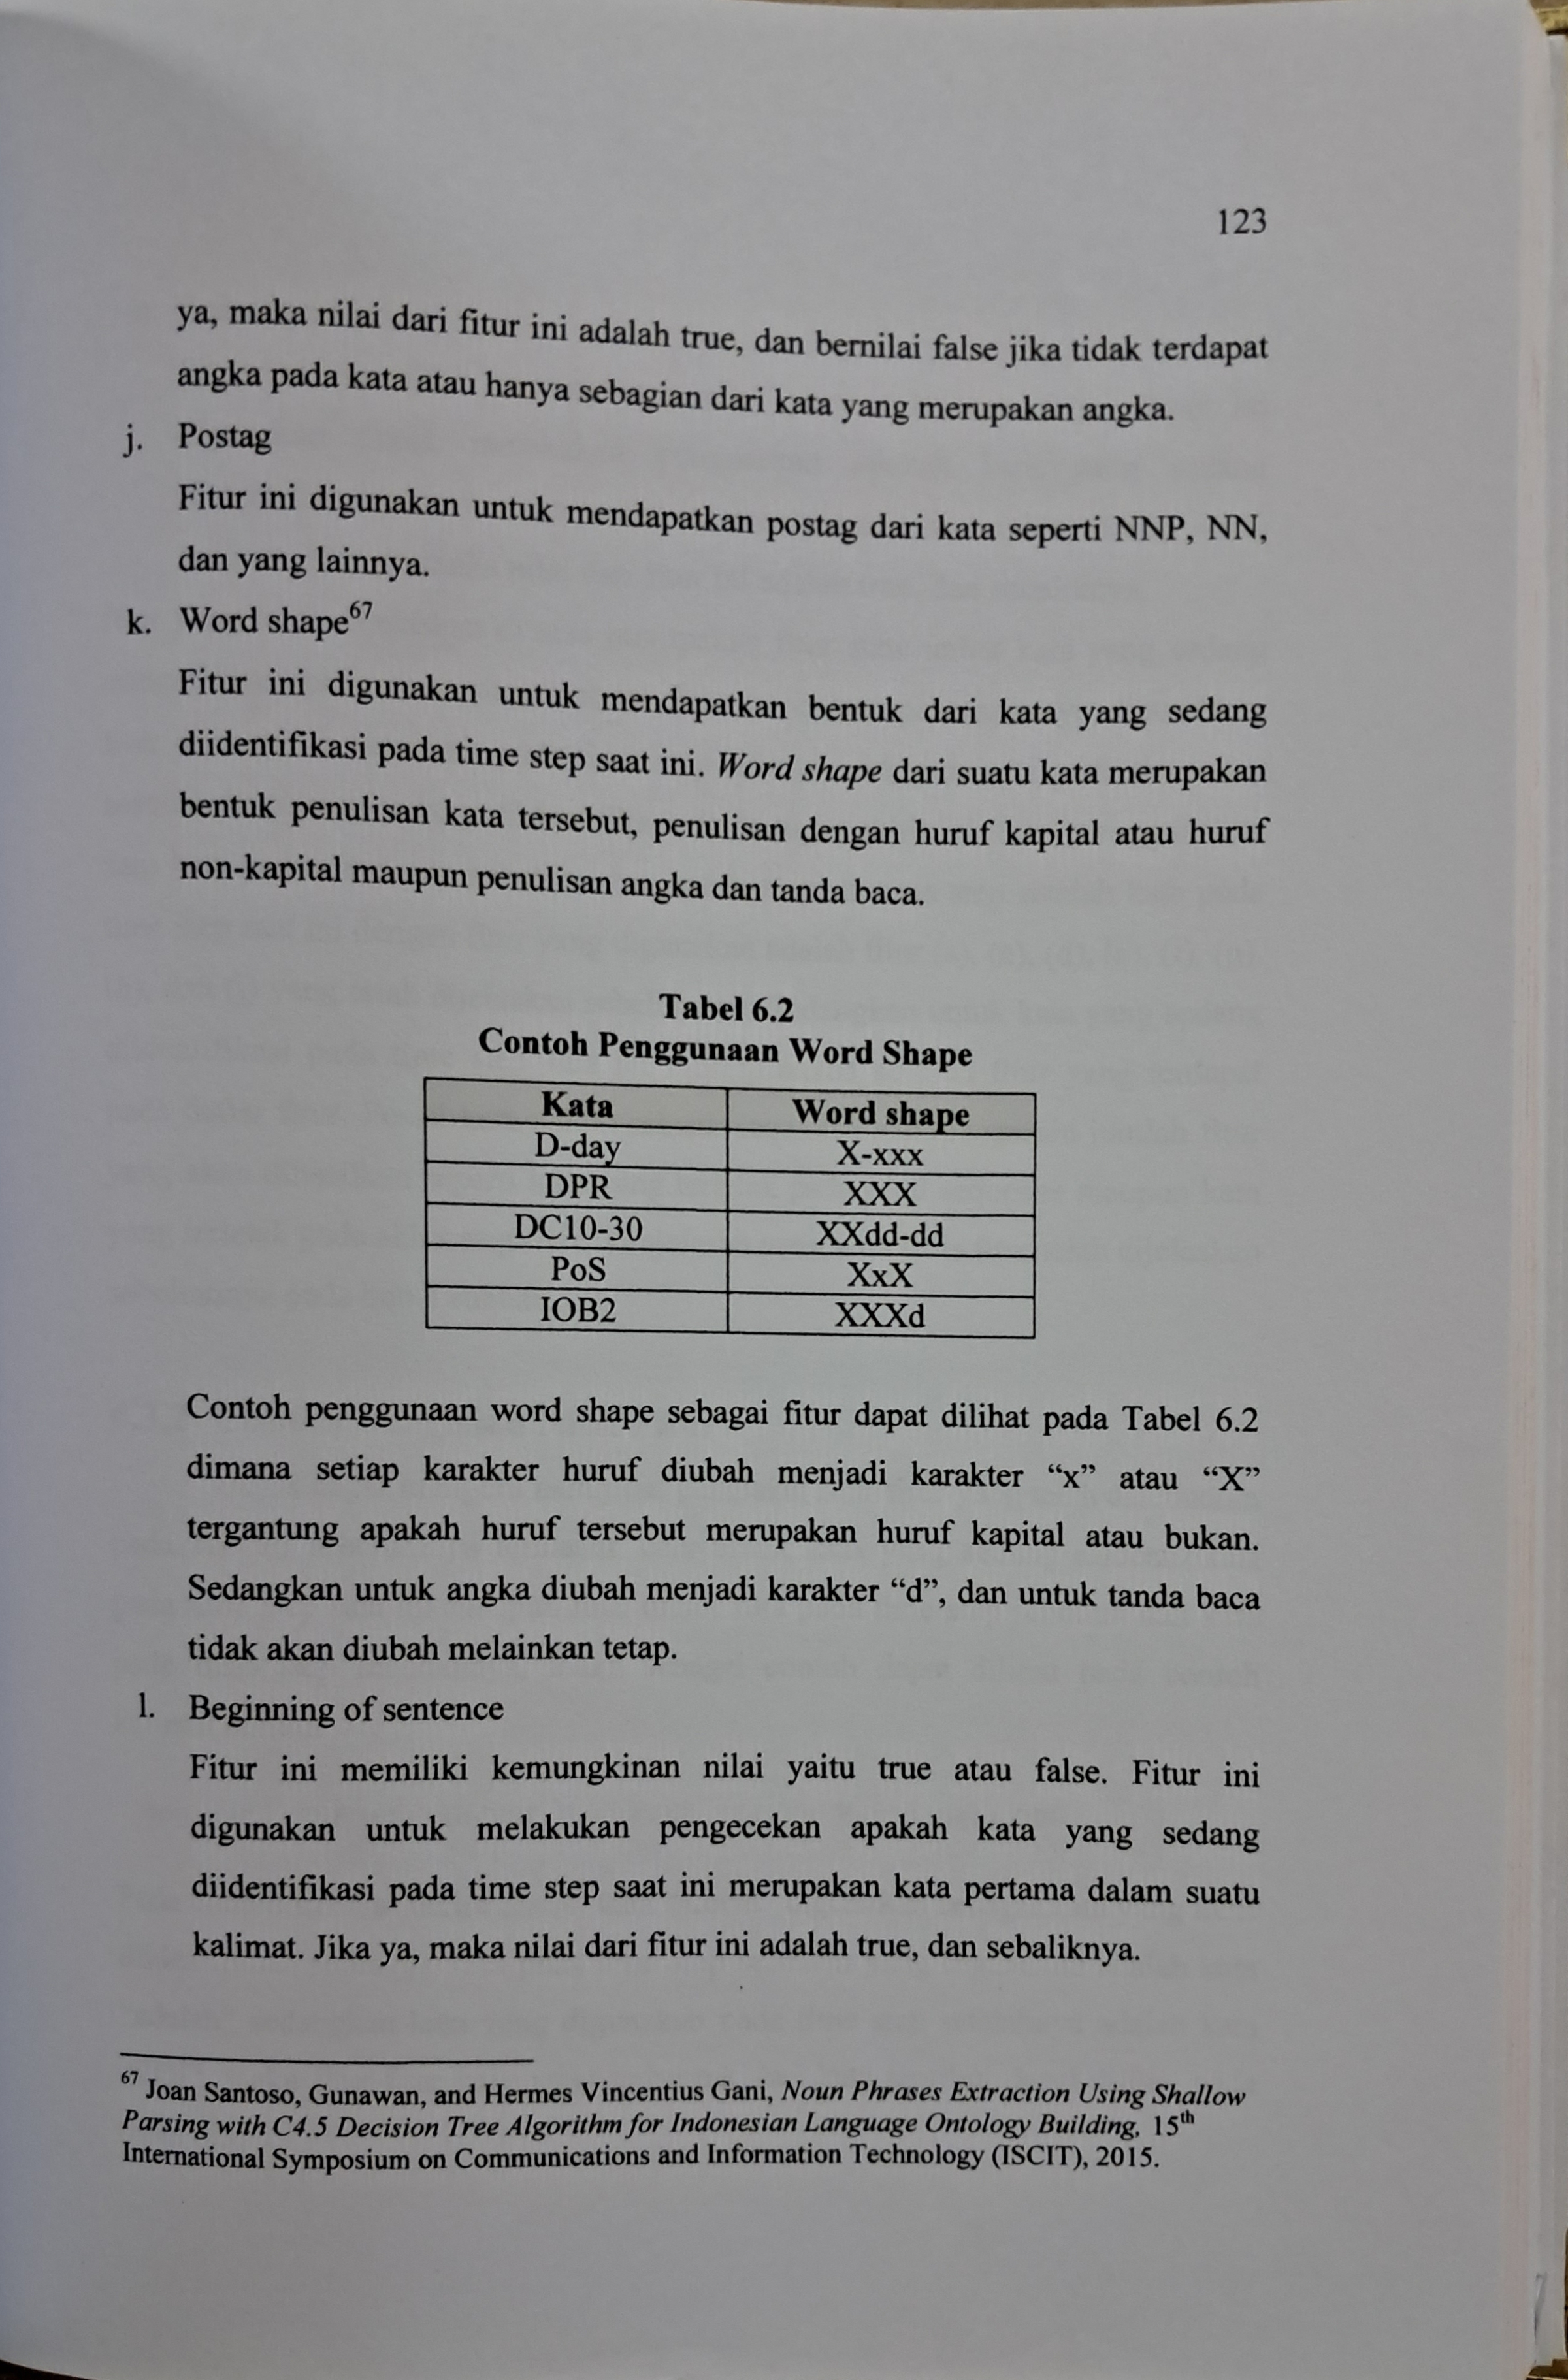 123
ya, maka nilai dari fitur ini adalah true, dan bernilai false jika tidak terdapat
angka pada kata atau hanya sebagian dari kata yang merupakan angka.
j. Postag
Fitur ini digunakan untuk mendapatkan postag dari kata seperti NNP, NN,
dan yang lainnya.
k. Word shape67
Fitur ini digunakan untuk mendapatkan bentuk dari kata yang sedang
diidentifikasi pada time step saat ini. Word shape dari suatu kata merupakan
bentuk penulisan kata tersebut, penulisan dengan huruf kapital atau huruf
non-kapital maupun penulisan angka dan tanda baca.
Tabel 6.2
Contoh Penggunaan Word Shape
Kata Word shape
D-day X-xxx
DPR XXX
DC10-30 XXdd-dd
PoS XxX
IOB2 XXXd
Contoh penggunaan word shape sebagai fitur dapat dilihat pada Tabel 6.2
dimana setiap karakter huruf diubah menjadi karakter “x” atau “X”
tergantung apakah huruf tersebut merupakan huruf kapital atau bukan.
Sedangkan untuk angka diubah menjadi karakter “d”, dan untuk tanda baca
tidak akan diubah melainkan tetap.
l. Beginning of sentence
Fitur ini memiliki kemungkinan nilai yaitu true atau false. Fitur ini
digunakan untuk melakukan pengecekan apakah kata yang sedang
diidentifikasi pada time step saat ini merupakan kata pertama dalam suatu
kalimat. Jika ya, maka nilai dari fitur ini adalah true, dan sebaliknya.
67 Joan Santoso, Gunawan, and Hermes Vincentius Gani, Noun Phrases Extraction Using Shallow
Parsing with C4.5 Decision Tree Algorithm for Indonesian Language Ontology Building, 15th
International Symposium on Communications and Information Technology (ISCIT), 2015.